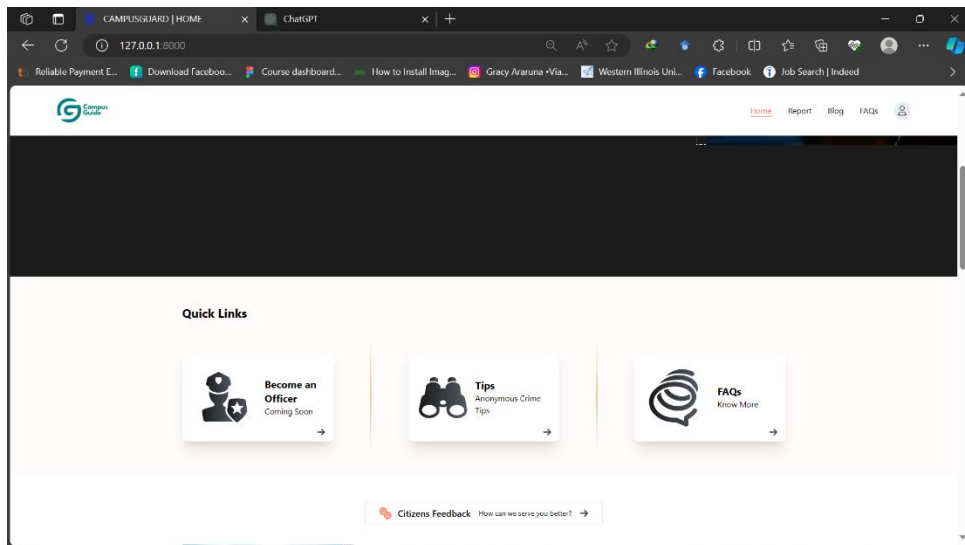 CAMPUSGUARD | HOME
ChatGPT
127.0.0.1:8000
Reliable Payment E...
Download Faceboo...
Course dashboard...
How to Install Imag...
Gracy Araruna •Via...
Western Illinois Uni...
Facebook
Job Search | Indeed
Campus
Guide
Home
Report
Blog
FAQs
Quick Links
Become an
Officer
Coming Soon
Tips
Anonymous Crime
Tips
FAQs
Know More
Citizens Feedback
How can we serve you better?